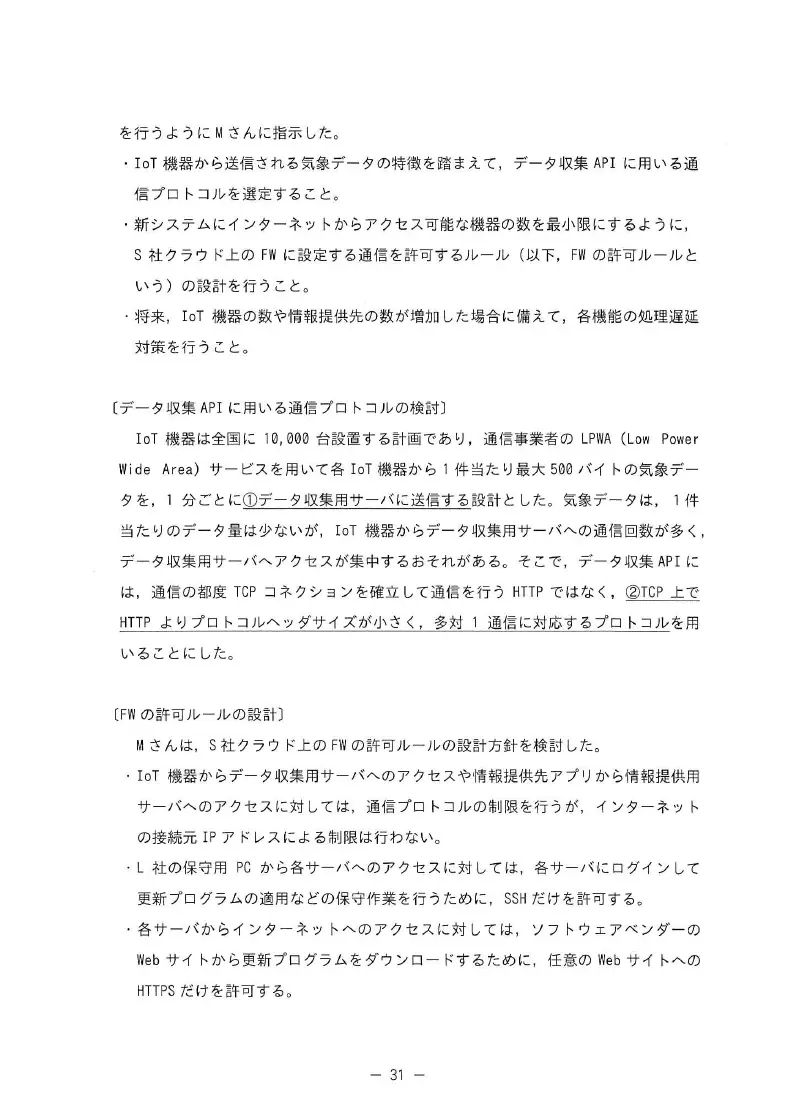 を行うようにMさんに指示した。
・IoT 機器から送信される気象データの特徴を踏まえて，データ収集 API に用いる通
信プロトコルを選定すること。
・新システムにインターネットからアクセス可能な機器の数を最小限にするように，
S 社クラウド上の FW に設定する通信を許可するルール（以下，FW の許可ルールと
いう）の設計を行うこと。
・将来，IoT 機器の数や情報提供先の数が増加した場合に備えて，各機能の処理遅延
対策を行うこと。
〔データ収集 API に用いる通信プロトコルの検討〕
IoT 機器は全国に 10,000 台設置する計画であり，通信事業者の LPWA（Low Power
Wide Area）サービスを用いて各 IoT 機器から 1 件当たり最大 500 バイトの気象デー
タを，1 分ごとに①データ収集用サーバに送信する設計とした。気象データは，1 件
当たりのデータ量は少ないが，IoT 機器からデータ収集用サーバへの通信回数が多く，
データ収集用サーバへアクセスが集中するおそれがある。そこで，データ収集 API に
は，通信の都度 TCP コネクションを確立して通信を行う HTTP ではなく，②TCP 上で
HTTP よりプロトコルヘッダサイズが小さく，多対 1 通信に対応するプロトコルを用
いることにした。
〔FW の許可ルールの設計〕
Mさんは，S 社クラウド上の FW の許可ルールの設計方針を検討した。
・IoT 機器からデータ収集用サーバへのアクセスや情報提供先アプリから情報提供用
サーバへのアクセスに対しては，通信プロトコルの制限を行うが，インターネット
の接続元 IP アドレスによる制限は行わない。
・L 社の保守用 PC から各サーバへのアクセスに対しては，各サーバにログインして
更新プログラムの適用などの保守作業を行うために，SSH だけを許可する。
・各サーバからインターネットへのアクセスに対しては，ソフトウェアベンダーの
Web サイトから更新プログラムをダウンロードするために，任意の Web サイトへの
HTTPS だけを許可する。
－ 31 －